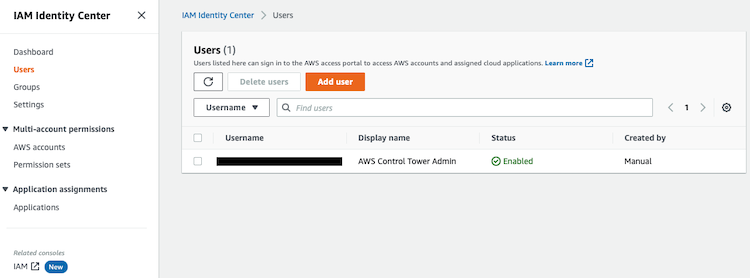 IAM Identity Center
Dashboard
Users
Groups
Settings
Multi-account permissions
AWS accounts
Permission sets
Application assignments
Applications
Related consoles
IAM New
IAM Identity Center > Users
Users (1)
Users listed here can sign in to the AWS access portal to access AWS accounts and assigned cloud applications. Learn more
Delete users Add user
Username Find users 1
Username Display name Status Created by
AWS Control Tower Admin Enabled Manual